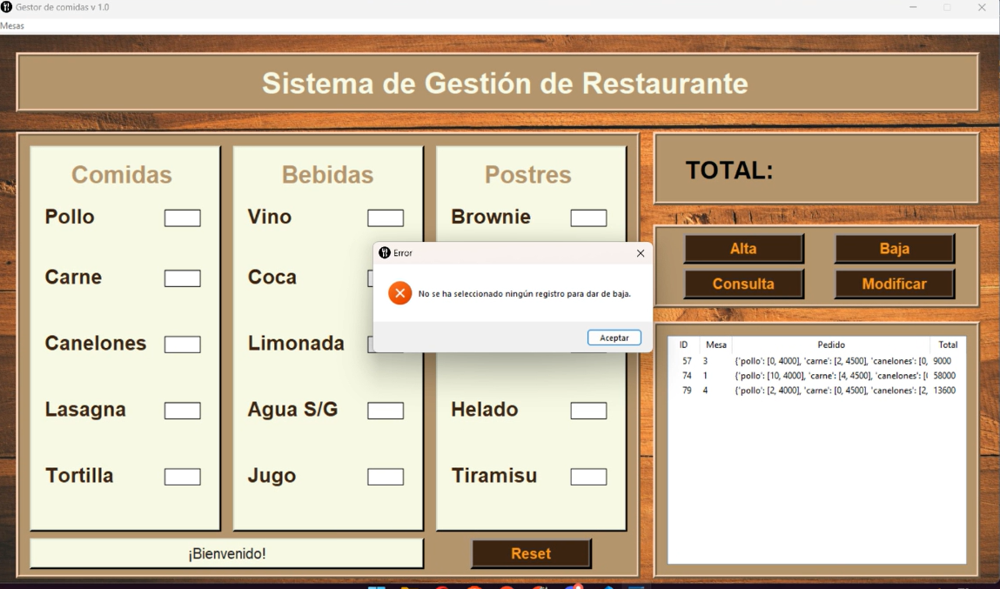 Gestor de comidas v 1.0
Mesas
Sistema de Gestión de Restaurante
Comidas
Pollo
Carne
Canelones
Lasagna
Tortilla
Bebidas
Vino
Coca
Limonada
Agua S/G
Jugo
Postres
Brownie
Helado
Tiramisu
¡Bienvenido!
Reset
Error
No se ha seleccionado ningún registro para dar de baja.
Aceptar
TOTAL:
Alta Baja
Consulta Modificar
ID Mesa Pedido Total
57 3 {'pollo': [0, 4000], 'carne': [2, 4500], 'canelones': [0, 9000
74 1 {'pollo': [10, 4000], 'carne': [4, 4500], 'canelones': [ 58000
79 4 {'pollo': [2, 4000], 'carne': [0, 4500], 'canelones': [2, 13600